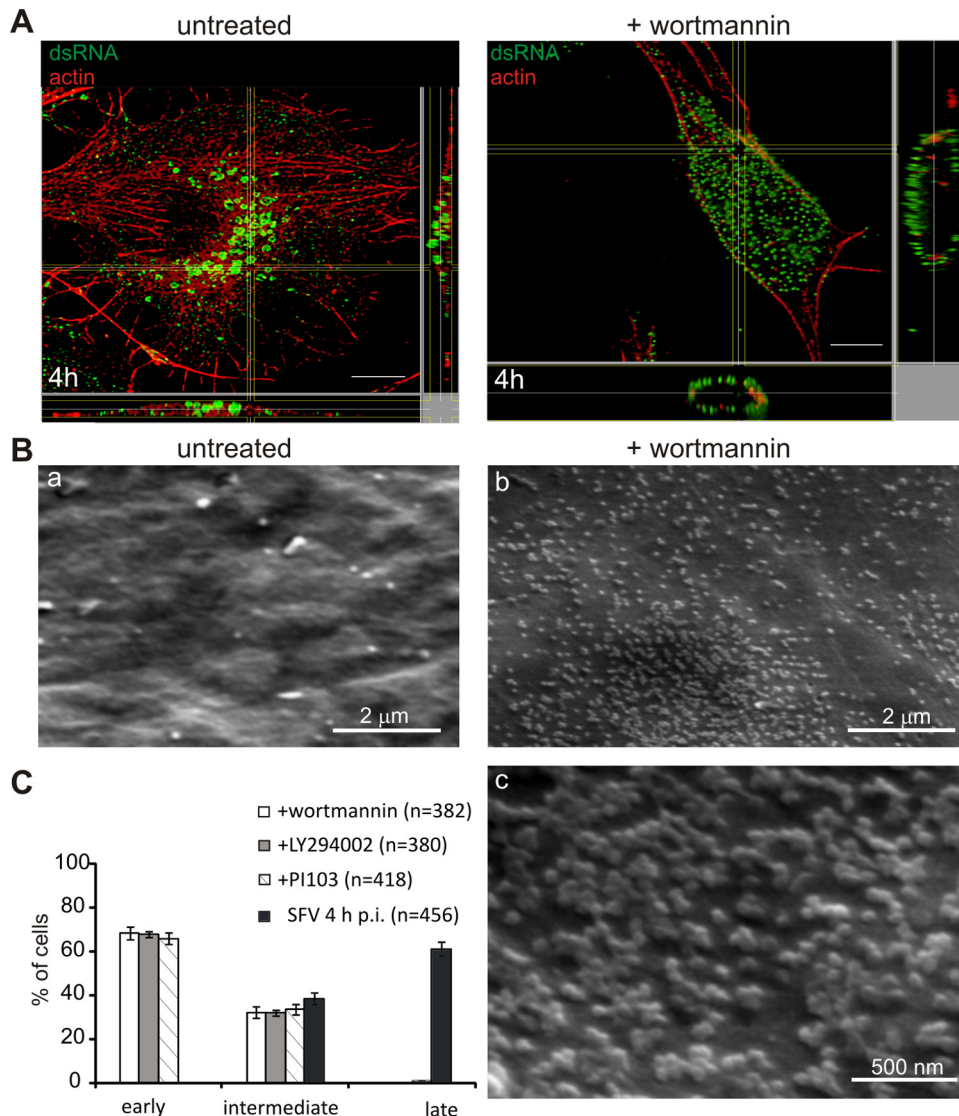 A
untreated
+ wortmannin
dsRNA
actin
4h
dsRNA
actin
4h
B
untreated
+ wortmannin
a
2 μm
b
2 μm
C
+wortmannin (n=382)
+LY294002 (n=380)
+PI103 (n=418)
SFV 4 h p.i. (n=456)
% of cells
100
80
60
40
20
0
early
intermediate
late
c
500 nm